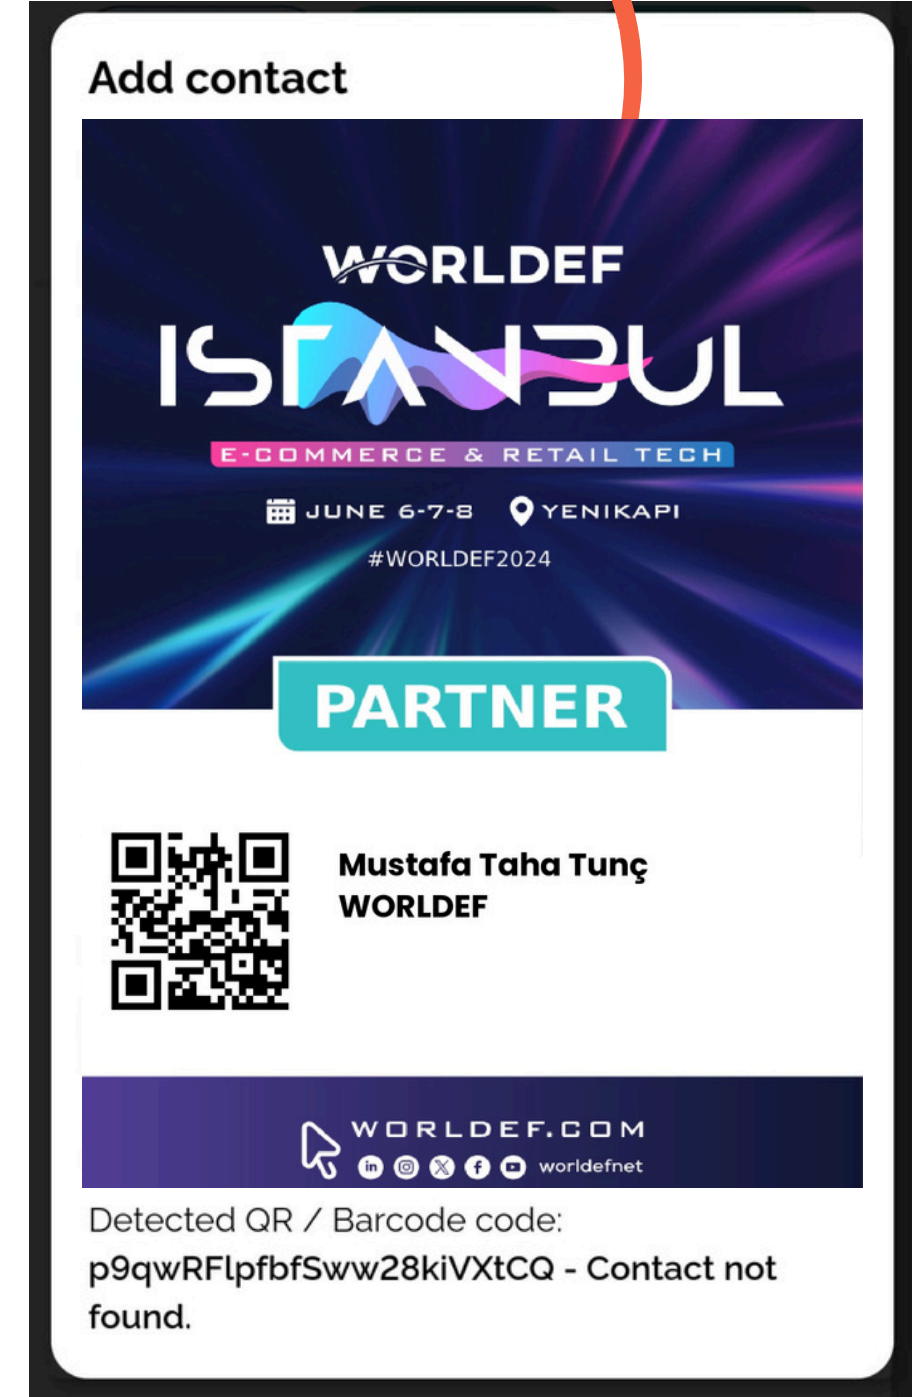 Add contact
WORLDEF
ISTANBUL
E-COMMERCE & RETAIL TECH
JUNE 6-7-8 YENIKAPI
#WORLDEF2024
PARTNER
Mustafa Taha Tunç
WORLDEF
WORLDEF.COM
in X f worldefnet
Detected QR / Barcode code:
p9qwRFlpfbfSww28kiVXtCQ - Contact not
found.